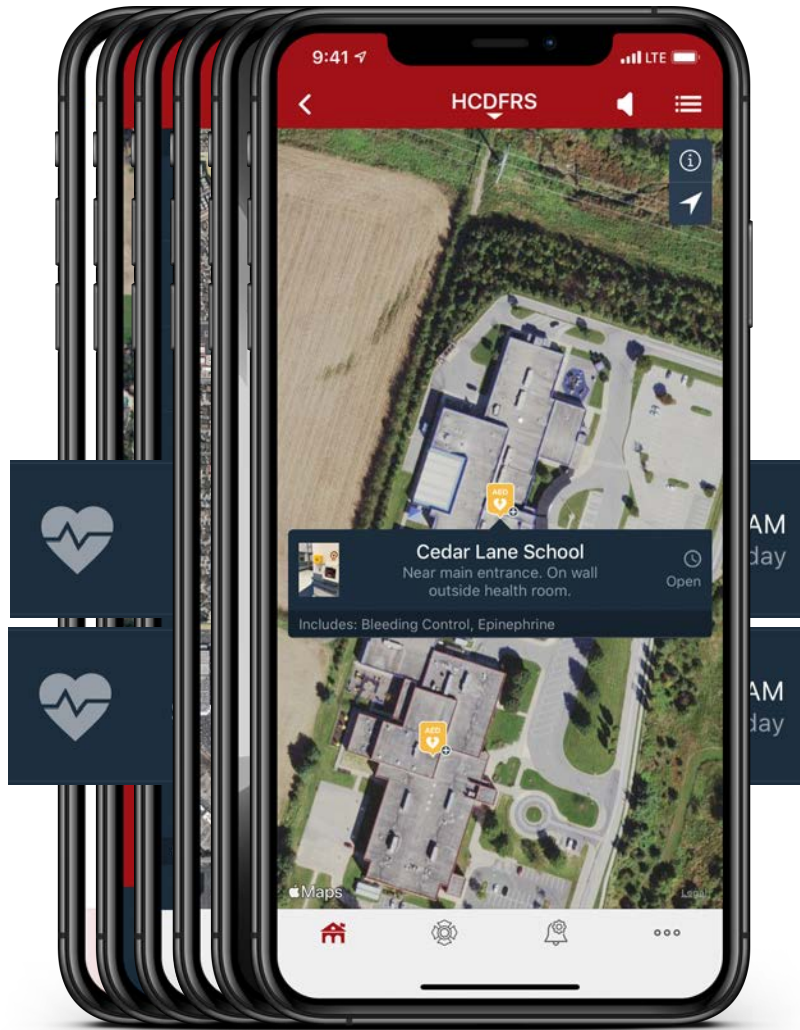 9:41
LTE
HCDFRS
AED
Cedar Lane School
Near main entrance. On wall
outside health room.
Open
Includes: Bleeding Control, Epinephrine
AM
day
AM
day
AED
Maps
Legal